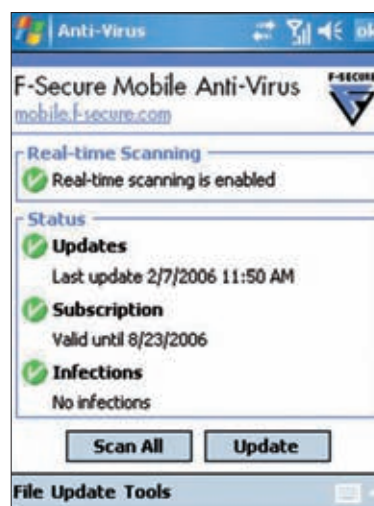 Anti-Virus ok
F-Secure Mobile Anti-Virus
F-SECURE
mobile.f-secure.com
Real-time Scanning
Real-time scanning is enabled
Status
Updates
Last update 2/7/2006 11:50 AM
Subscription
Valid until 8/23/2006
Infections
No infections
Scan All Update
File Update Tools